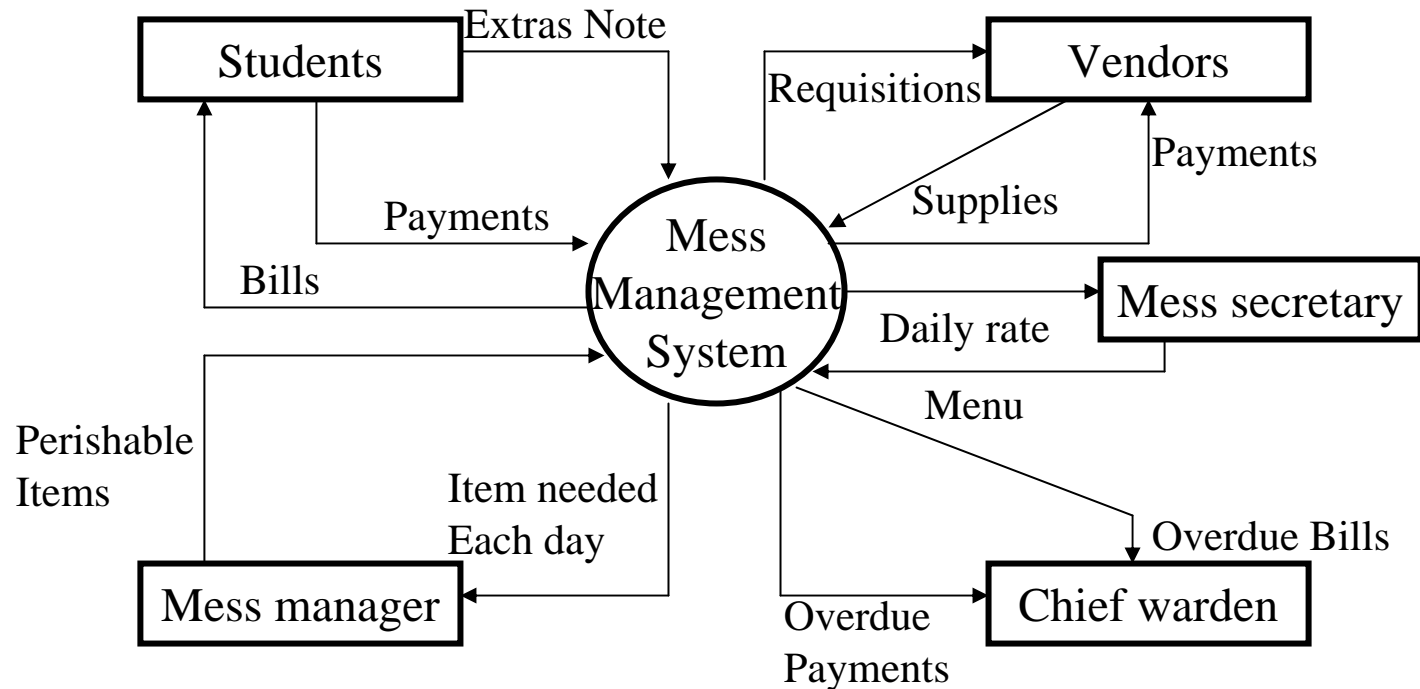 Extras Note
Students
Vendors
Requisitions
Payments
Supplies
Payments
Mess
Management
System
Bills
Mess secretary
Daily rate
Menu
Perishable
Items
Item needed
Each day
Overdue Bills
Mess manager
Chief warden
Overdue
Payments